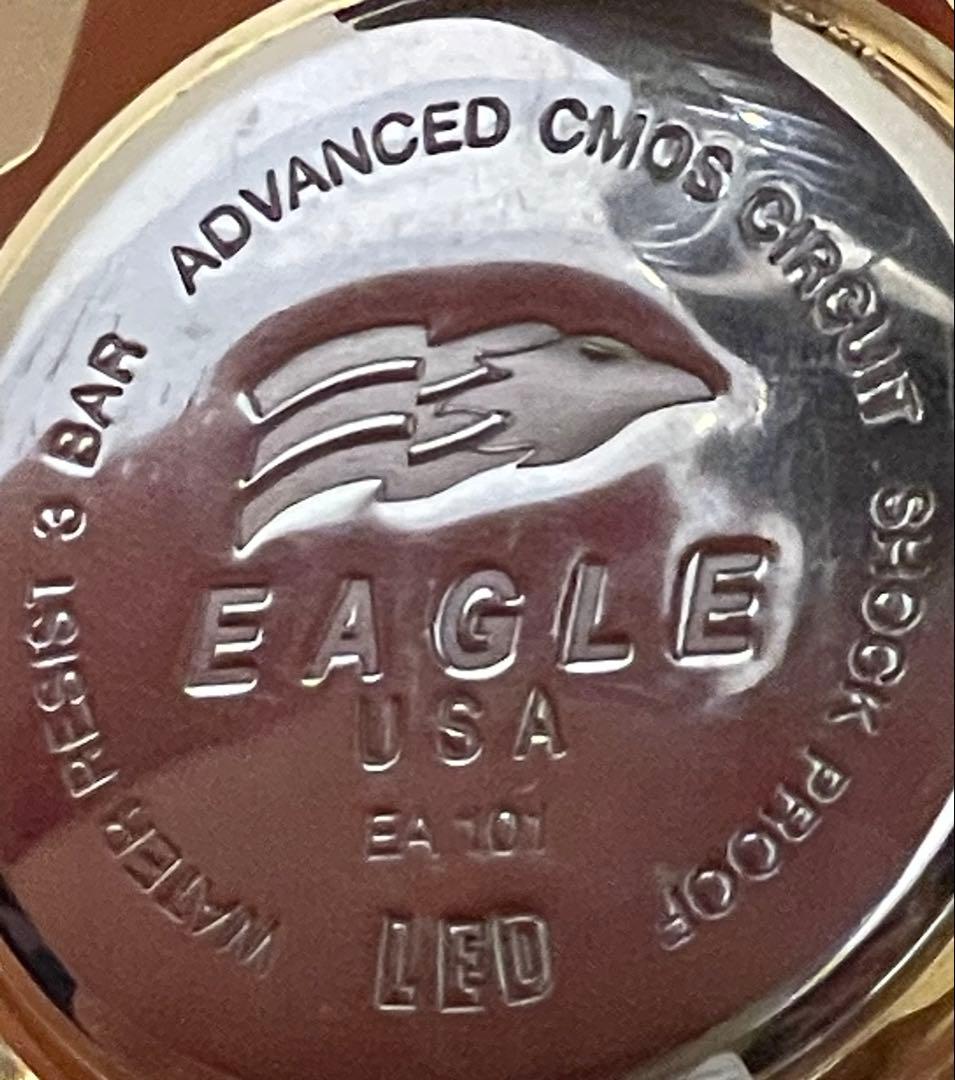 WATER RESIST 3 BAR ADVANCED CMOS CIRCUIT SHOCK PROOF
EAGLE
USA
EA 101
LED